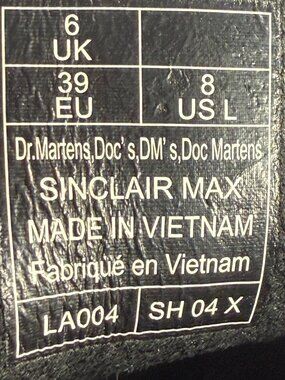 6
UK
39
EU
8
US L
Dr.Martens,Doc's,DM's,Doc Martens
SINCLAIR MAX
MADE IN VIETNAM
Fabriqué en Vietnam
LA004
SH 04 X